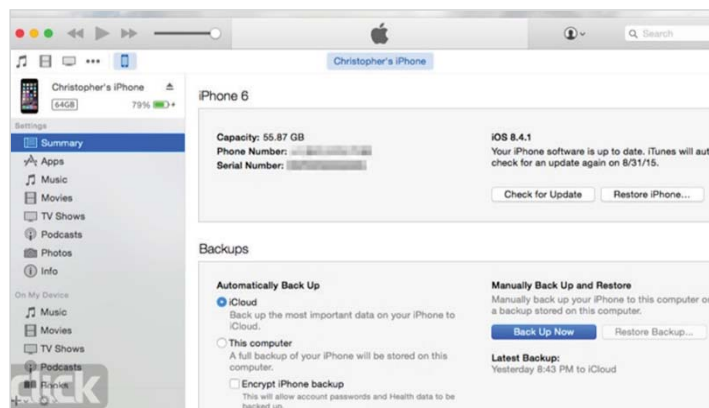 Search
Christopher's iPhone
Christopher's iPhone
64GB
79%
Settings
Summary
Apps
Music
Movies
TV Shows
Podcasts
Photos
Info
On My Device
Music
Movies
TV Shows
Podcasts
Books
click
iPhone 6
Capacity: 55.87 GB
Phone Number:
Serial Number:
iOS 8.4.1
Your iPhone software is up to date. iTunes will aut
check for an update again on 8/31/15.
Check for Update
Restore iPhone...
Backups
Automatically Back Up
iCloud
Back up the most important data on your iPhone to
iCloud.
This computer
A full backup of your iPhone will be stored on this
computer.
Encrypt iPhone backup
This will allow account passwords and Health data to be
backed up.
Manually Back Up and Restore
Manually back up your iPhone to this computer or
a backup stored on this computer.
Back Up Now
Restore Backup...
Latest Backup:
Yesterday 8:43 PM to iCloud